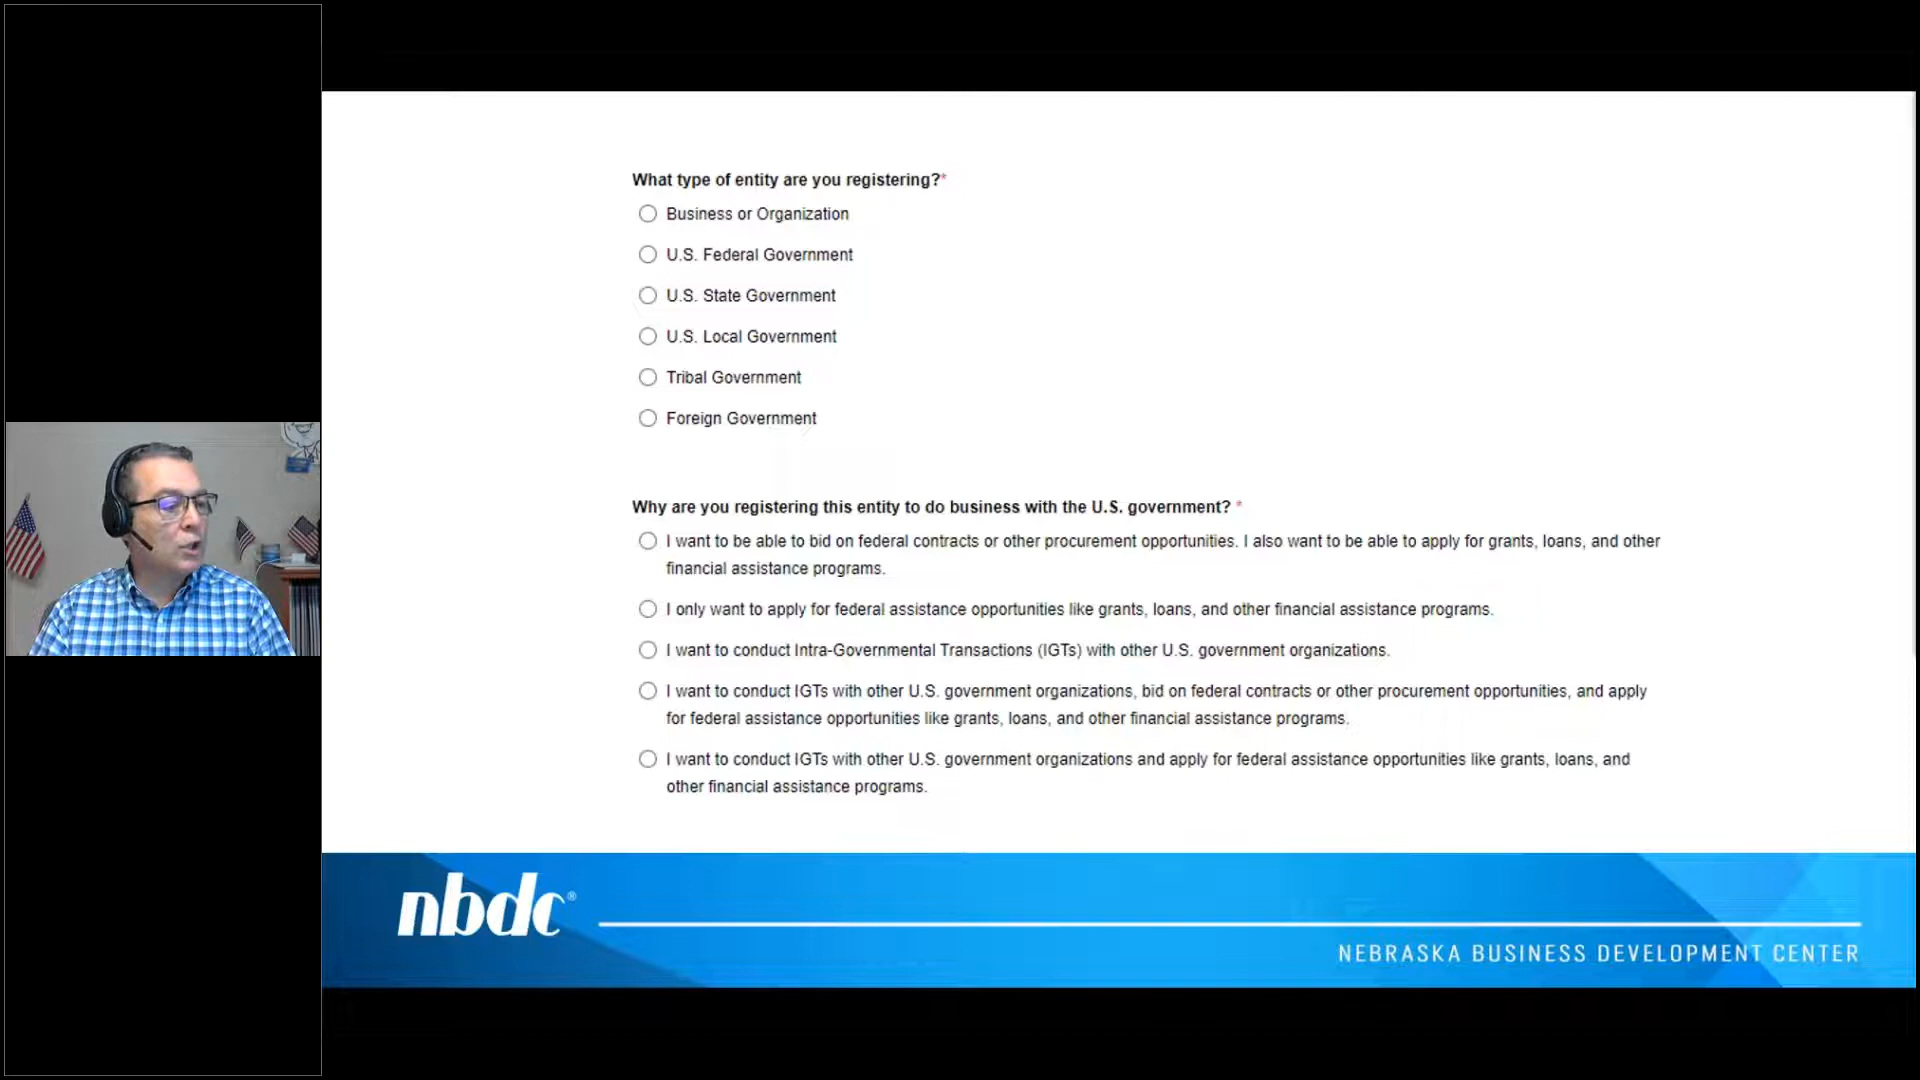 What type of entity are you registering?*
Business or Organization
U.S. Federal Government
U.S. State Government
U.S. Local Government
Tribal Government
Foreign Government
Why are you registering this entity to do business with the U.S. government? *
I want to be able to bid on federal contracts or other procurement opportunities. I also want to be able to apply for grants, loans, and other
financial assistance programs.
I only want to apply for federal assistance opportunities like grants, loans, and other financial assistance programs.
I want to conduct Intra-Governmental Transactions (IGTs) with other U.S. government organizations.
I want to conduct IGTs with other U.S. government organizations, bid on federal contracts or other procurement opportunities, and apply
for federal assistance opportunities like grants, loans, and other financial assistance programs.
I want to conduct IGTs with other U.S. government organizations and apply for federal assistance opportunities like grants, loans, and
other financial assistance programs.
nbdc®
NEBRASKA BUSINESS DEVELOPMENT CENTER